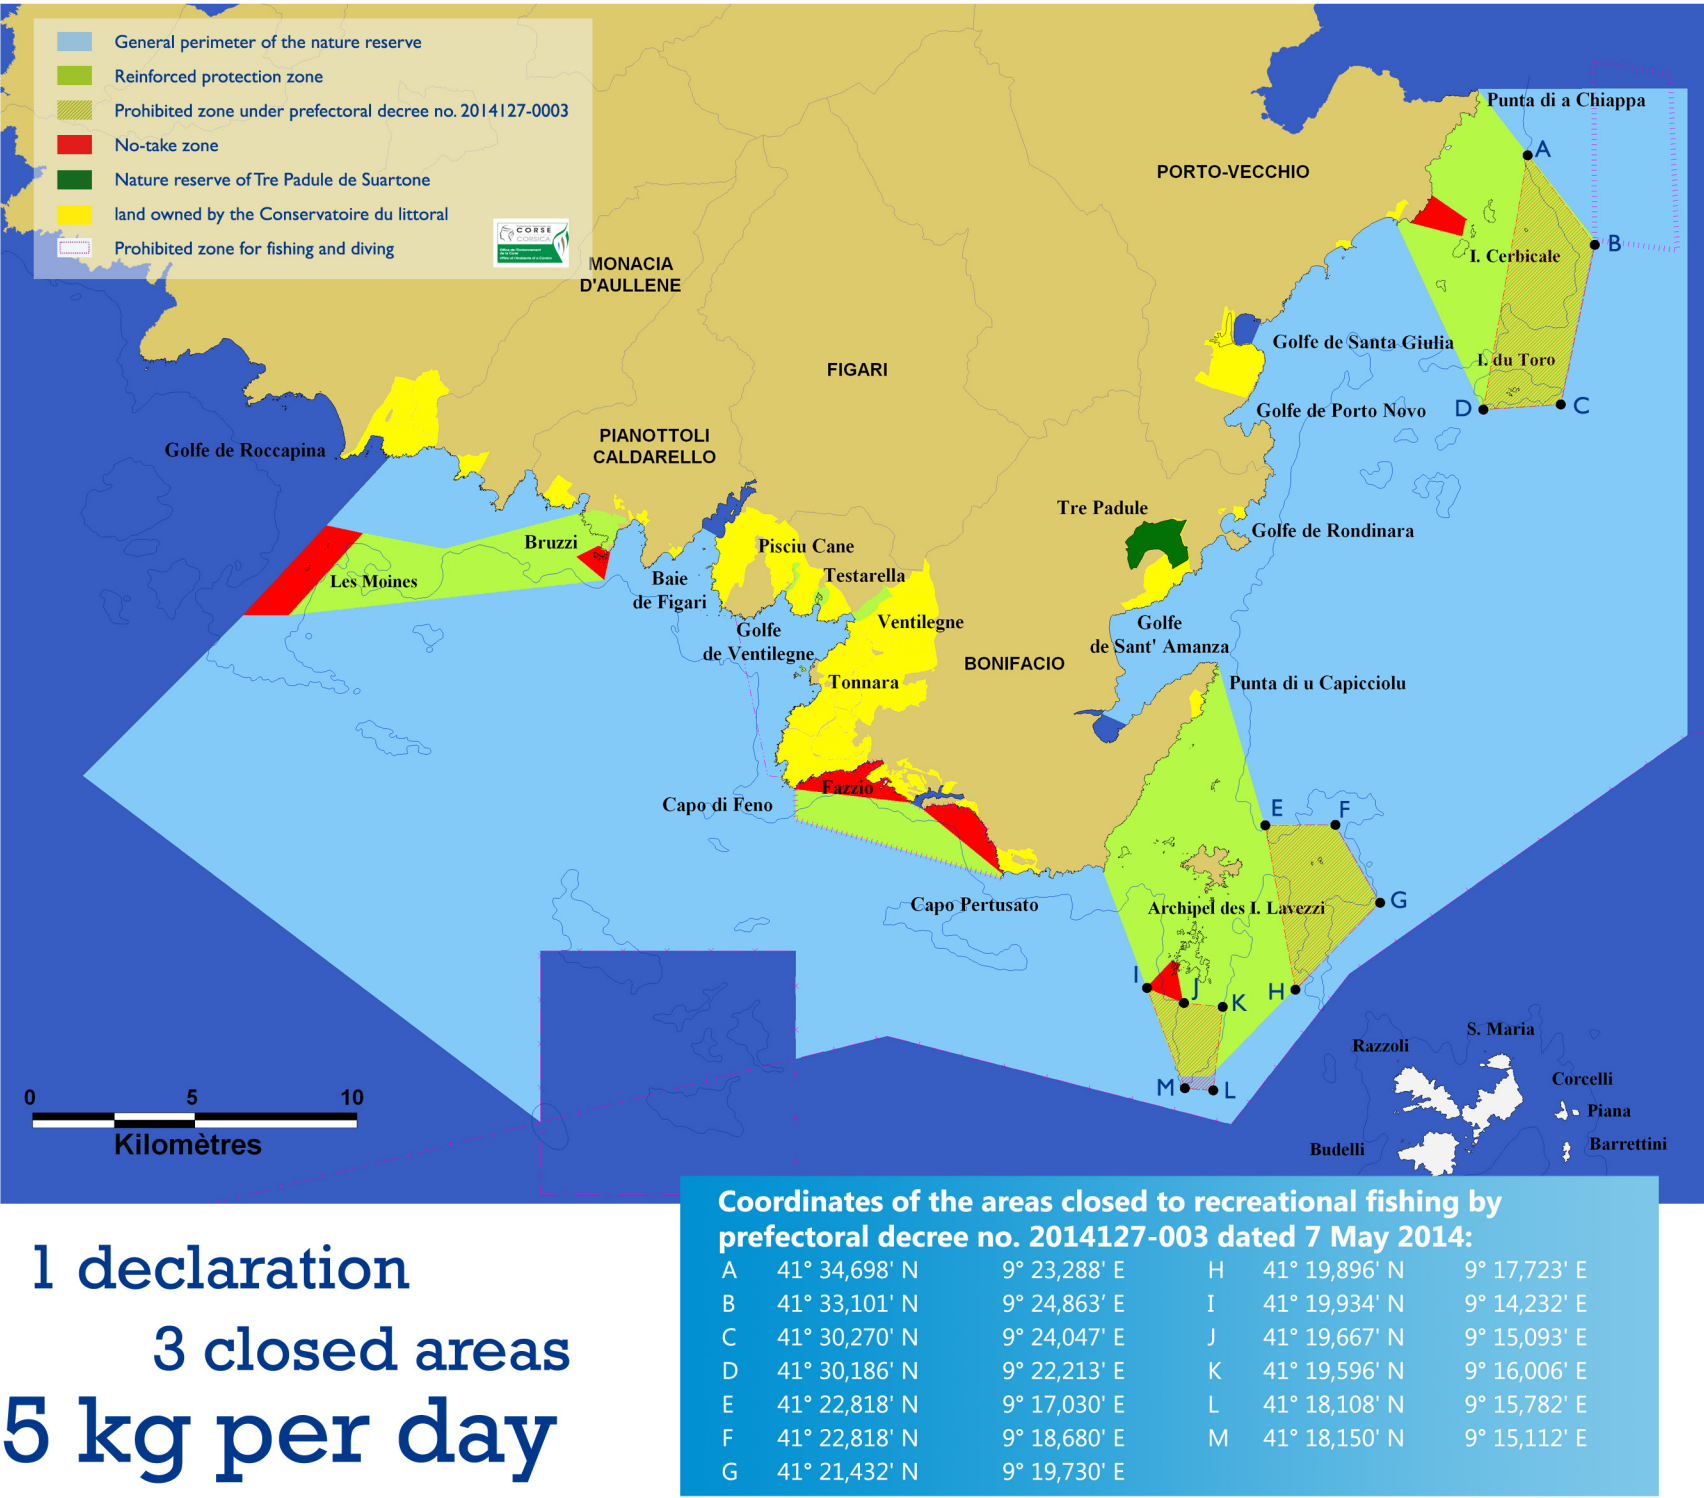 General perimeter of the nature reserve
Reinforced protection zone
Prohibited zone under prefectoral decree no. 2014127-0003
No-take zone
Nature reserve of Tre Padule de Suartone
land owned by the Conservatoire du littoral
Prohibited zone for fishing and diving
CORSE
CORSICA
MONACIA
D'AULLENE
PORTO-VECCHIO
Punta di a Chiappa
A
B
I. Cerbicale
Golfe de Santa Giulia
I. du Toro
D
C
Golfe de Porto Novo
FIGARI
PIANOTTOLI
CALDARELLO
Golfe de Roccapina
Tre Padule
Golfe de Rondinara
Bruzzi
Les Moines
Pisciu Cane
Testarella
Baie
de Figari
Ventilegne
Golfe
de Ventilegne
Golfe
de Sant' Amanza
BONIFACIO
Tonnara
Punta di u Capicciolu
Fazzio
Capo di Feno
E
F
G
Capo Pertusato
Archipel des I. Lavezzi
I
J
K
H
M
L
S. Maria
Razzoli
Corcelli
Piana
Barrettini
Budelli
0 5 10
Kilomètres
1 declaration
3 closed areas
5 kg per day
Coordinates of the areas closed to recreational fishing by
prefectoral decree no. 2014127-003 dated 7 May 2014:
A 41° 34,698' N 9° 23,288' E H 41° 19,896' N 9° 17,723' E
B 41° 33,101' N 9° 24,863' E I 41° 19,934' N 9° 14,232' E
C 41° 30,270' N 9° 24,047' E J 41° 19,667' N 9° 15,093' E
D 41° 30,186' N 9° 22,213' E K 41° 19,596' N 9° 16,006' E
E 41° 22,818' N 9° 17,030' E L 41° 18,108' N 9° 15,782' E
F 41° 22,818' N 9° 18,680' E M 41° 18,150' N 9° 15,112' E
G 41° 21,432' N 9° 19,730' E